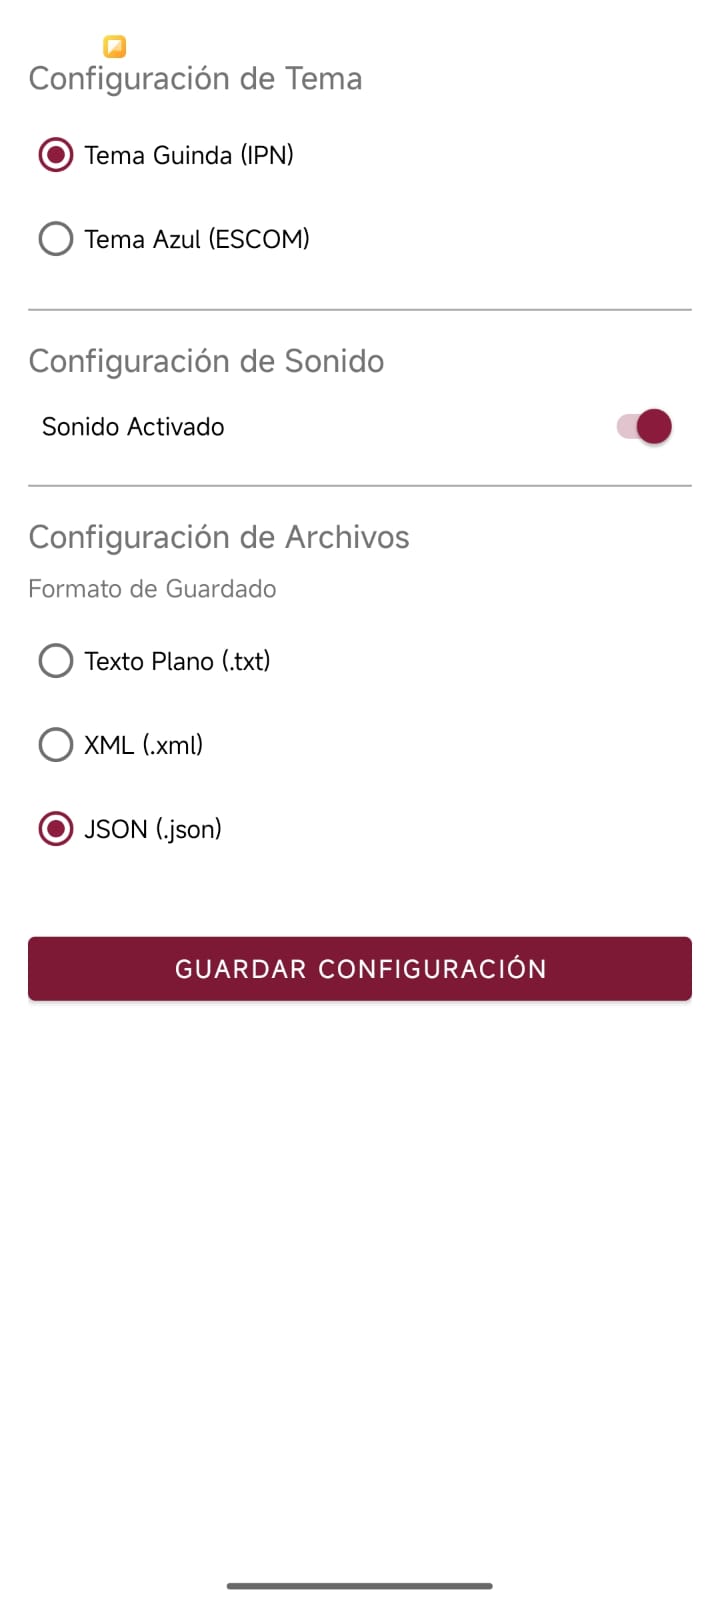 Configuración de Tema
Tema Guinda (IPN)
Tema Azul (ESCOM)
Configuración de Sonido
Sonido Activado
Configuración de Archivos
Formato de Guardado
Texto Plano (.txt)
XML (.xml)
JSON (.json)
GUARDAR CONFIGURACIÓN